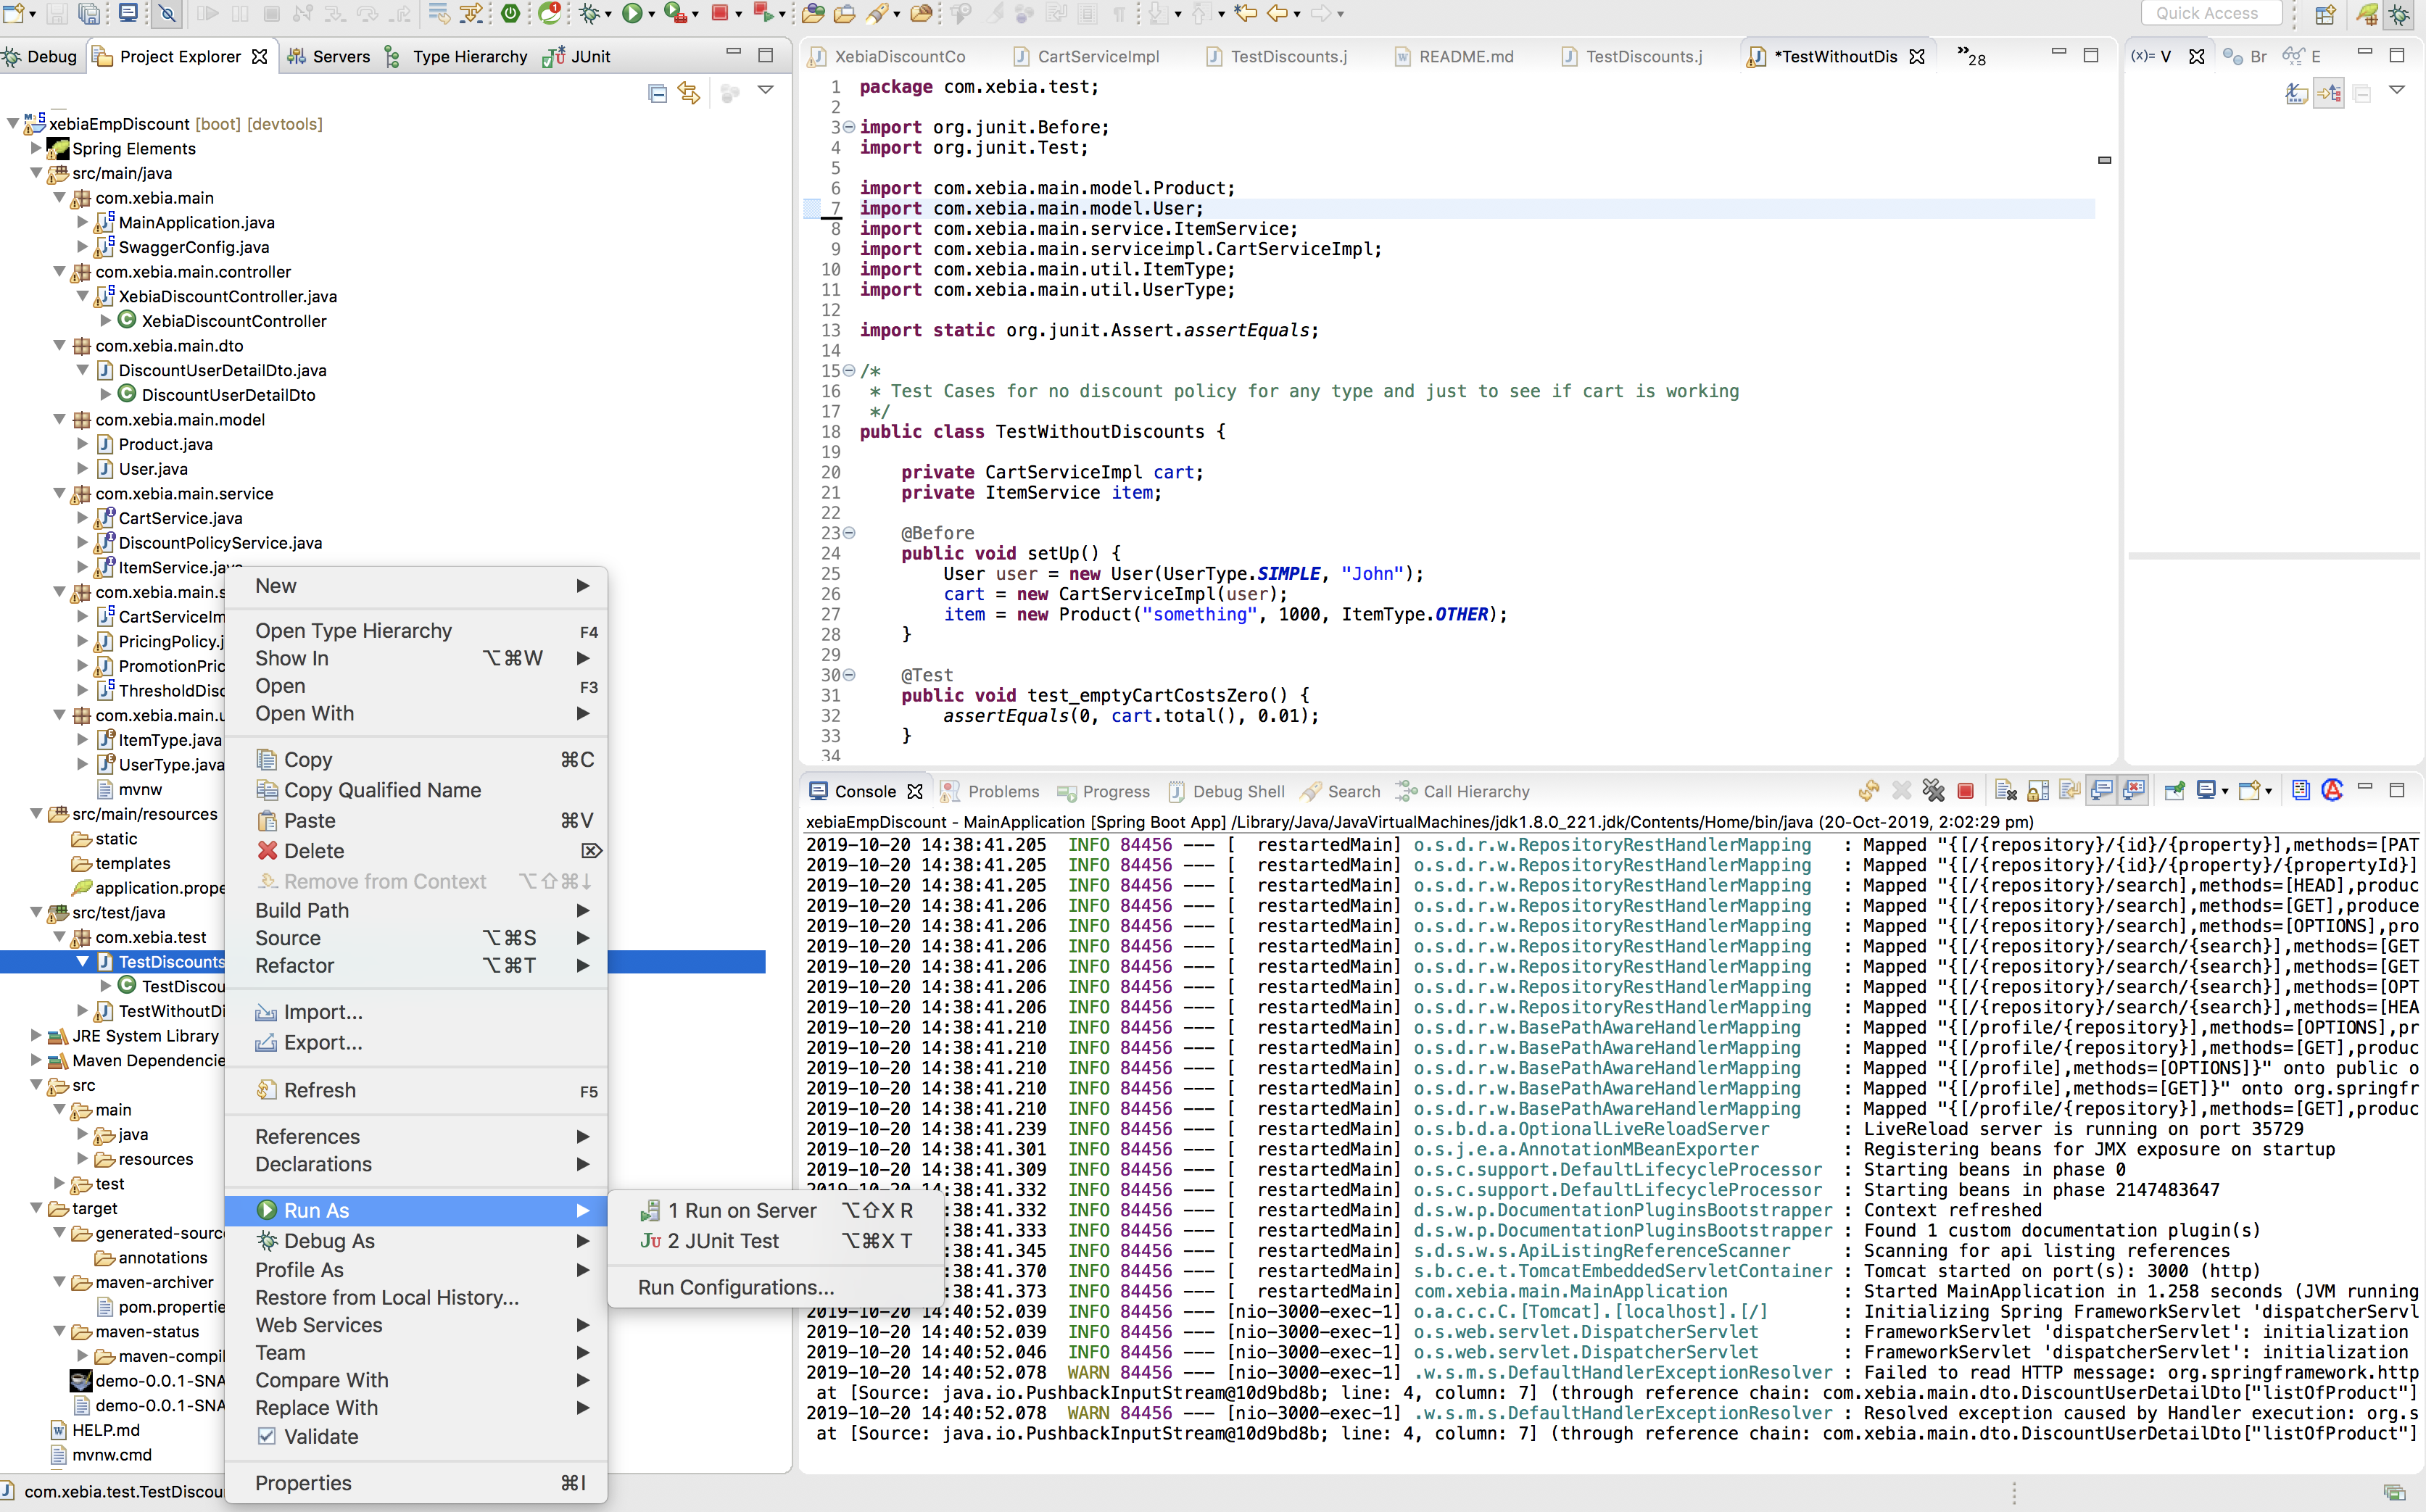 Quick Access
Debug
Project Explorer
Servers
Type Hierarchy
JUnit
xebiaEmpDiscount [boot] [devtools]
Spring Elements
src/main/java
com.xebia.main
MainApplication.java
SwaggerConfig.java
com.xebia.main.controller
XebiaDiscountController.java
XebiaDiscountController
com.xebia.main.dto
DiscountUserDetailDto.java
DiscountUserDetailDto
com.xebia.main.model
Product.java
User.java
com.xebia.main.service
CartService.java
DiscountPolicyService.java
ItemService.java
com.xebia.main.s
CartServiceIm
PricingPolicy.j
PromotionPric
ThresholdDisc
com.xebia.main.u
ItemType.java
UserType.java
mvnw
src/main/resources
static
templates
application.prope
src/test/java
com.xebia.test
TestDiscounts
TestDiscou
TestWithoutDi
JRE System Library
Maven Dependencie
src
main
java
resources
test
target
generated-sourc
annotations
maven-archiver
pom.propertie
maven-status
maven-compil
demo-0.0.1-SNA
demo-0.0.1-SNA
HELP.md
mvnw.cmd
com.xebia.test.TestDiscou
New
Open Type Hierarchy F4
Show In ⌥⌘W
Open F3
Open With
Copy ⌘C
Copy Qualified Name
Paste ⌘V
Delete ⌦
Remove from Context ⌥⇧⌘↓
Build Path
Source ⌥⌘S
Refactor ⌥⌘T
Import...
Export...
Refresh F5
References
Declarations
Run As
Debug As
Profile As
Restore from Local History...
Web Services
Team
Compare With
Replace With
Validate
Properties ⌘I
1 Run on Server ⌥⇧X R
2 JUnit Test ⌥⌘X T
Run Configurations...
XebiaDiscountCo
CartServiceImpl
TestDiscounts.j
README.md
TestDiscounts.j
*TestWithoutDis
»28
(x)= V
Br
E
1 package com.xebia.test;
2
3 import org.junit.Before;
4 import org.junit.Test;
5
6 import com.xebia.main.model.Product;
7 import com.xebia.main.model.User;
8 import com.xebia.main.service.ItemService;
9 import com.xebia.main.serviceimpl.CartServiceImpl;
10 import com.xebia.main.util.ItemType;
11 import com.xebia.main.util.UserType;
12
13 import static org.junit.Assert.assertEquals;
14
15 /*
16  * Test Cases for no discount policy for any type and just to see if cart is working
17  */
18 public class TestWithoutDiscounts {
19
20     private CartServiceImpl cart;
21     private ItemService item;
22
23     @Before
24     public void setUp() {
25         User user = new User(UserType.SIMPLE, "John");
26         cart = new CartServiceImpl(user);
27         item = new Product("something", 1000, ItemType.OTHER);
28     }
29
30     @Test
31     public void test_emptyCartCostsZero() {
32         assertEquals(0, cart.total(), 0.01);
33     }
34
Console
Problems
Progress
Debug Shell
Search
Call Hierarchy
xebiaEmpDiscount - MainApplication [Spring Boot App] /Library/Java/JavaVirtualMachines/jdk1.8.0_221.jdk/Contents/Home/bin/java (20-Oct-2019, 2:02:29 pm)
2019-10-20 14:38:41.205  INFO 84456 --- [  restartedMain] o.s.d.r.w.RepositoryRestHandlerMapping   : Mapped "{[/{repository}/{id}/{property}],methods=[PAT
2019-10-20 14:38:41.205  INFO 84456 --- [  restartedMain] o.s.d.r.w.RepositoryRestHandlerMapping   : Mapped "{[/{repository}/{id}/{property}/{propertyId}]
2019-10-20 14:38:41.205  INFO 84456 --- [  restartedMain] o.s.d.r.w.RepositoryRestHandlerMapping   : Mapped "{[/{repository}/search],methods=[HEAD],produc
2019-10-20 14:38:41.206  INFO 84456 --- [  restartedMain] o.s.d.r.w.RepositoryRestHandlerMapping   : Mapped "{[/{repository}/search],methods=[GET],produce
2019-10-20 14:38:41.206  INFO 84456 --- [  restartedMain] o.s.d.r.w.RepositoryRestHandlerMapping   : Mapped "{[/{repository}/search],methods=[OPTIONS],pro
2019-10-20 14:38:41.206  INFO 84456 --- [  restartedMain] o.s.d.r.w.RepositoryRestHandlerMapping   : Mapped "{[/{repository}/search/{search}],methods=[GET
2019-10-20 14:38:41.206  INFO 84456 --- [  restartedMain] o.s.d.r.w.RepositoryRestHandlerMapping   : Mapped "{[/{repository}/search/{search}],methods=[GET
2019-10-20 14:38:41.206  INFO 84456 --- [  restartedMain] o.s.d.r.w.RepositoryRestHandlerMapping   : Mapped "{[/{repository}/search/{search}],methods=[OPT
2019-10-20 14:38:41.206  INFO 84456 --- [  restartedMain] o.s.d.r.w.RepositoryRestHandlerMapping   : Mapped "{[/{repository}/search/{search}],methods=[HEA
2019-10-20 14:38:41.210  INFO 84456 --- [  restartedMain] o.s.d.r.w.BasePathAwareHandlerMapping    : Mapped "{[/profile/{repository}],methods=[OPTIONS],pr
2019-10-20 14:38:41.210  INFO 84456 --- [  restartedMain] o.s.d.r.w.BasePathAwareHandlerMapping    : Mapped "{[/profile/{repository}],methods=[GET],produc
2019-10-20 14:38:41.210  INFO 84456 --- [  restartedMain] o.s.d.r.w.BasePathAwareHandlerMapping    : Mapped "{[/profile],methods=[OPTIONS]}" onto public o
2019-10-20 14:38:41.210  INFO 84456 --- [  restartedMain] o.s.d.r.w.BasePathAwareHandlerMapping    : Mapped "{[/profile],methods=[GET]}" onto org.springfr
2019-10-20 14:38:41.210  INFO 84456 --- [  restartedMain] o.s.d.r.w.BasePathAwareHandlerMapping    : Mapped "{[/profile/{repository}],methods=[GET],produc
2019-10-20 14:38:41.239  INFO 84456 --- [  restartedMain] o.s.b.d.a.OptionalLiveReloadServer       : LiveReload server is running on port 35729
2019-10-20 14:38:41.301  INFO 84456 --- [  restartedMain] o.s.j.e.a.AnnotationMBeanExporter        : Registering beans for JMX exposure on startup
2019-10-20 14:38:41.309  INFO 84456 --- [  restartedMain] o.s.c.support.DefaultLifecycleProcessor  : Starting beans in phase 0
2019-10-20 14:38:41.332  INFO 84456 --- [  restartedMain] o.s.c.support.DefaultLifecycleProcessor  : Starting beans in phase 2147483647
:38:41.332  INFO 84456 --- [  restartedMain] d.s.w.p.DocumentationPluginsBootstrapper : Context refreshed
:38:41.333  INFO 84456 --- [  restartedMain] d.s.w.p.DocumentationPluginsBootstrapper : Found 1 custom documentation plugin(s)
:38:41.345  INFO 84456 --- [  restartedMain] s.d.s.w.s.ApiListingReferenceScanner     : Scanning for api listing references
:38:41.370  INFO 84456 --- [  restartedMain] s.b.c.e.t.TomcatEmbeddedServletContainer : Tomcat started on port(s): 3000 (http)
:38:41.373  INFO 84456 --- [  restartedMain] com.xebia.main.MainApplication           : Started MainApplication in 1.258 seconds (JVM running
2019-10-20 14:40:52.039  INFO 84456 --- [nio-3000-exec-1] o.a.c.c.C.[Tomcat].[localhost].[/]       : Initializing Spring FrameworkServlet 'dispatcherServl
2019-10-20 14:40:52.039  INFO 84456 --- [nio-3000-exec-1] o.s.web.servlet.DispatcherServlet        : FrameworkServlet 'dispatcherServlet': initialization
2019-10-20 14:40:52.046  INFO 84456 --- [nio-3000-exec-1] o.s.web.servlet.DispatcherServlet        : FrameworkServlet 'dispatcherServlet': initialization
2019-10-20 14:40:52.078  WARN 84456 --- [nio-3000-exec-1] .w.s.m.s.DefaultHandlerExceptionResolver : Failed to read HTTP message: org.springframework.http
 at [Source: java.io.PushbackInputStream@10d9bd8b; line: 4, column: 7] (through reference chain: com.xebia.main.dto.DiscountUserDetailDto["listOfProduct"]
2019-10-20 14:40:52.078  WARN 84456 --- [nio-3000-exec-1] .w.s.m.s.DefaultHandlerExceptionResolver : Resolved exception caused by Handler execution: org.s
 at [Source: java.io.PushbackInputStream@10d9bd8b; line: 4, column: 7] (through reference chain: com.xebia.main.dto.DiscountUserDetailDto["listOfProduct"]